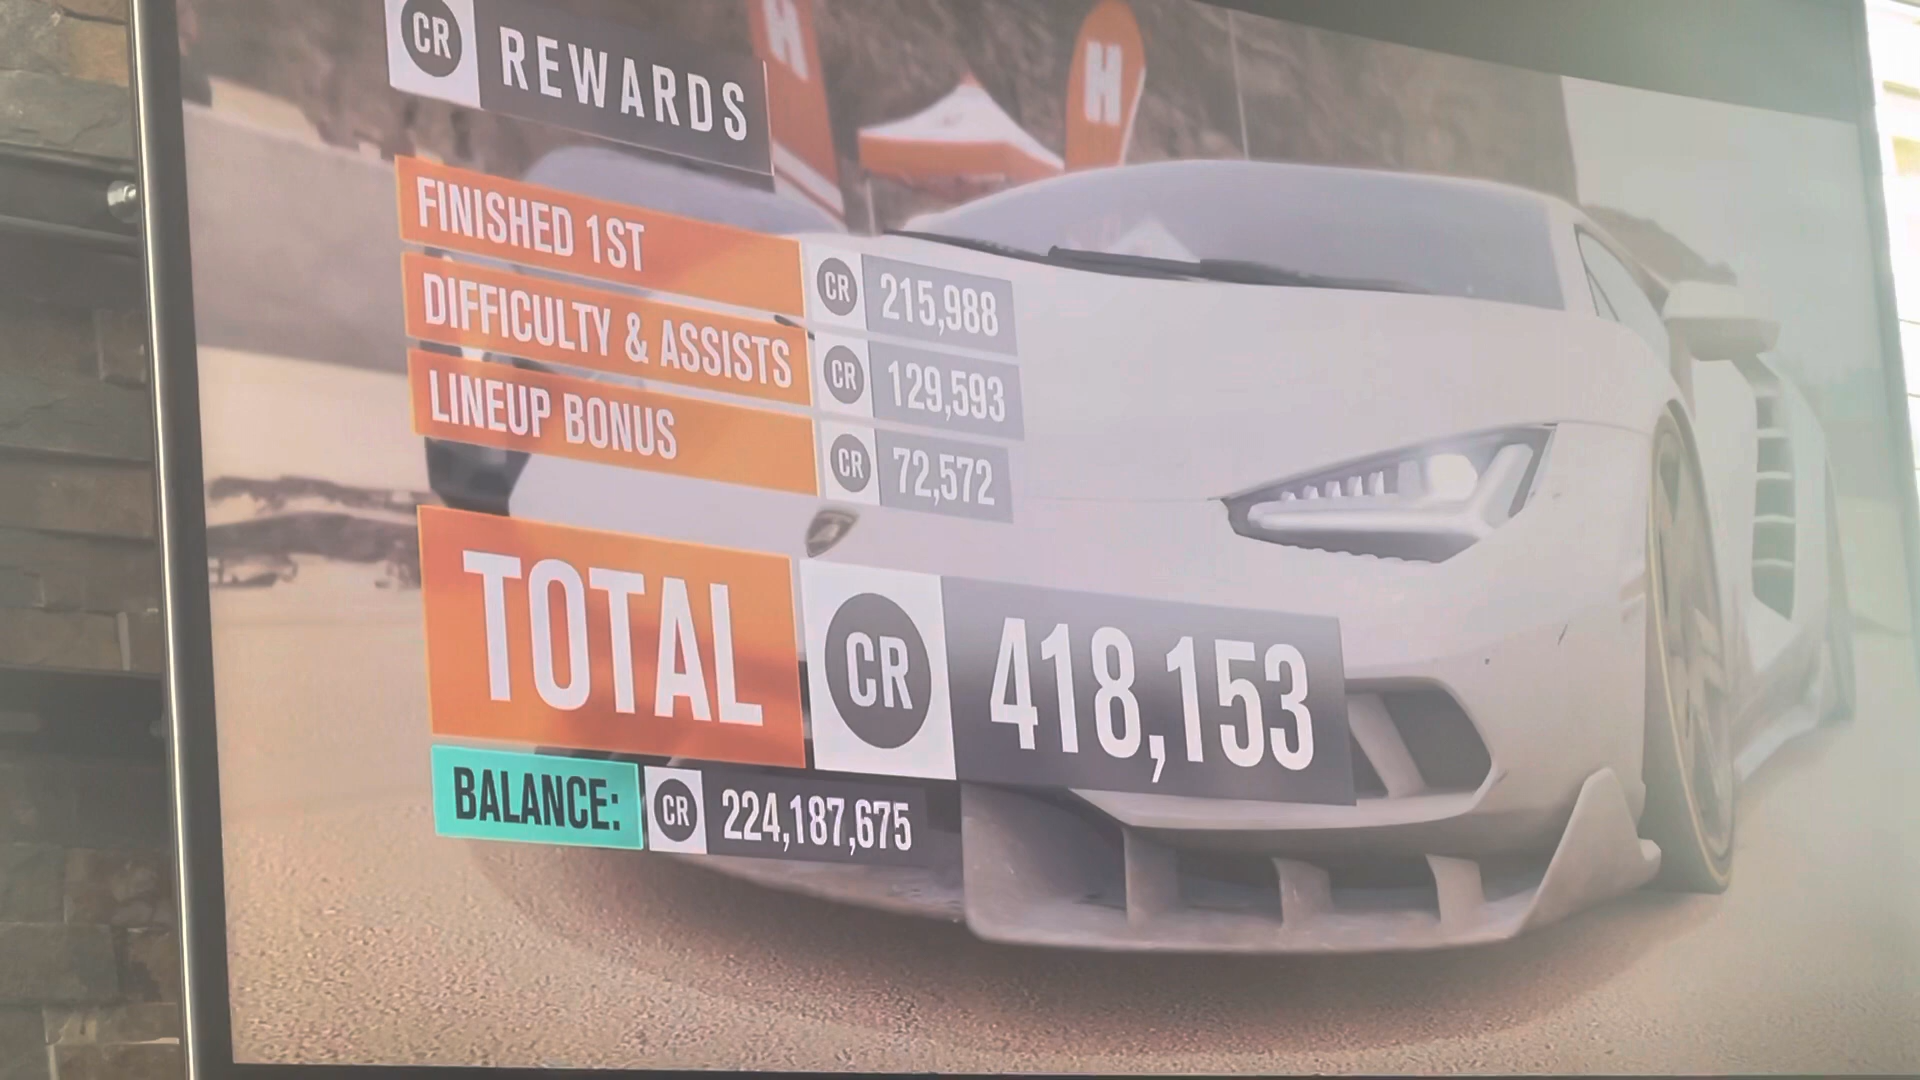 CR REWARDS
FINISHED 1ST CR 215,988
DIFFICULTY & ASSISTS CR 129,593
LINEUP BONUS CR 72,572
TOTAL CR 418,153
BALANCE: CR 224,187,675
H
H